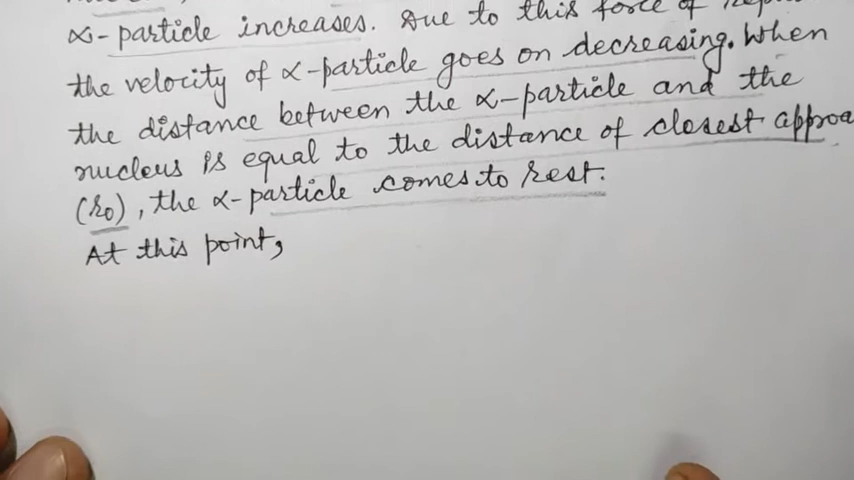 α-particle increases. Due to this force of
the velocity of α-particle goes on decreasing. When
the distance between the α-particle and the
nucleus is equal to the distance of closest approa
(r₀), the α-particle comes to rest.
At this point,